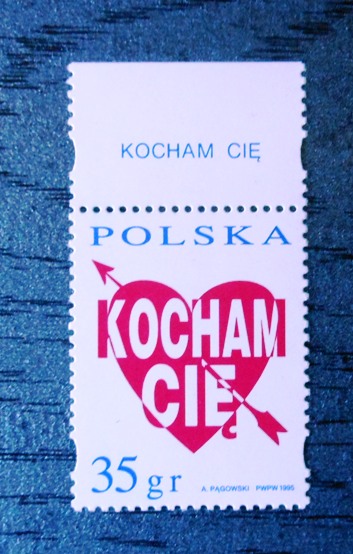 KOCHAM CIĘ
POLSKA
KOCHAM
CIĘ
35 gr
A. PĄGOWSKI PWPW 1995